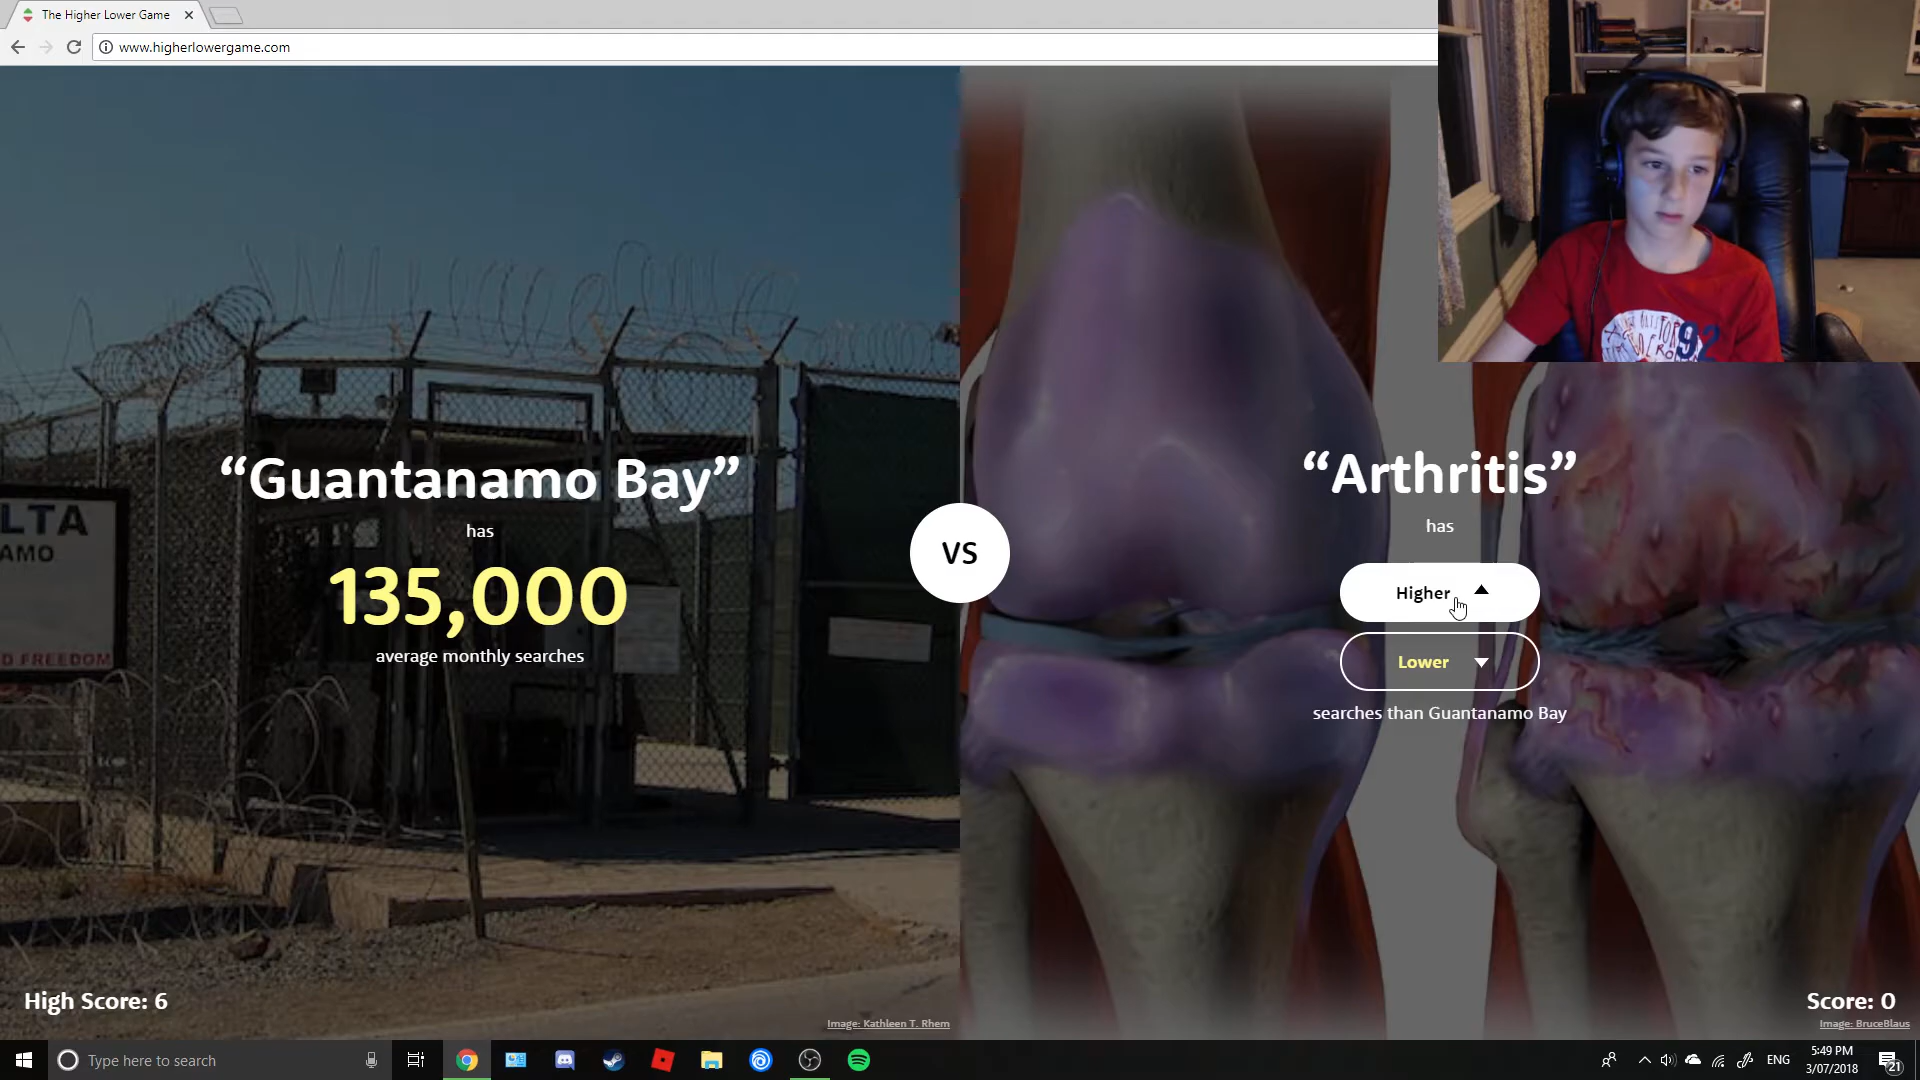 The Higher Lower Game
www.higherlowergame.com
"Guantanamo Bay"
has
135,000
average monthly searches
VS
"Arthritis"
has
Higher
Lower
searches than Guantanamo Bay
LTA
AMO
D FREEDOM
92
High Score: 6
Image: Kathleen T. Rhem
Score: 0
Image: BruceBlaus
Type here to search
ENG
5:49 PM
3/07/2018
21